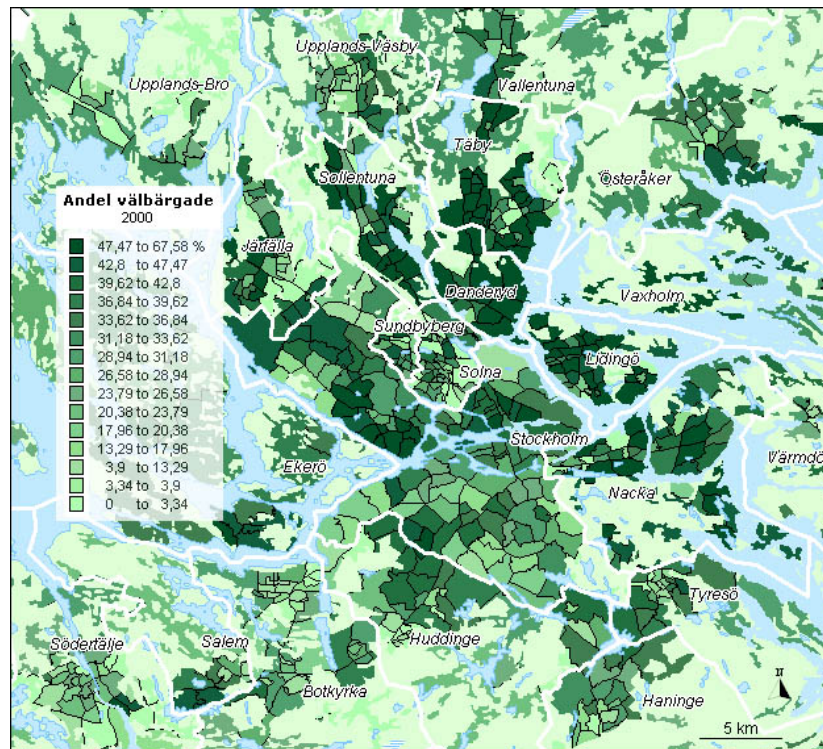 Upplands-Väsby
Upplands-Bro
Vallentuna
Täby
Sollentuna
Österåker
Andel välbärgade
2000
47,47 to 67,58 %
42,8 to 47,47
39,62 to 42,8
36,84 to 39,62
33,62 to 36,84
31,18 to 33,62
28,94 to 31,18
26,58 to 28,94
23,79 to 26,58
20,38 to 23,79
17,96 to 20,38
13,29 to 17,96
3,9 to 13,29
3,34 to 3,9
0 to 3,34
Järfälla
Danderyd
Vaxholm
Sundbyberg
Lidingö
Solna
Stockholm
Värmdö
Ekerö
Nacka
Tyresö
Huddinge
Södertälje
Salem
Botkyrka
Haninge
N
5 km